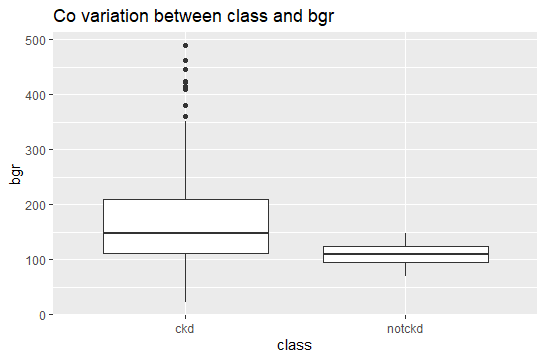 Co variation between class and bgr
500
400
300
200
100
0
bgr
ckd notckd
class